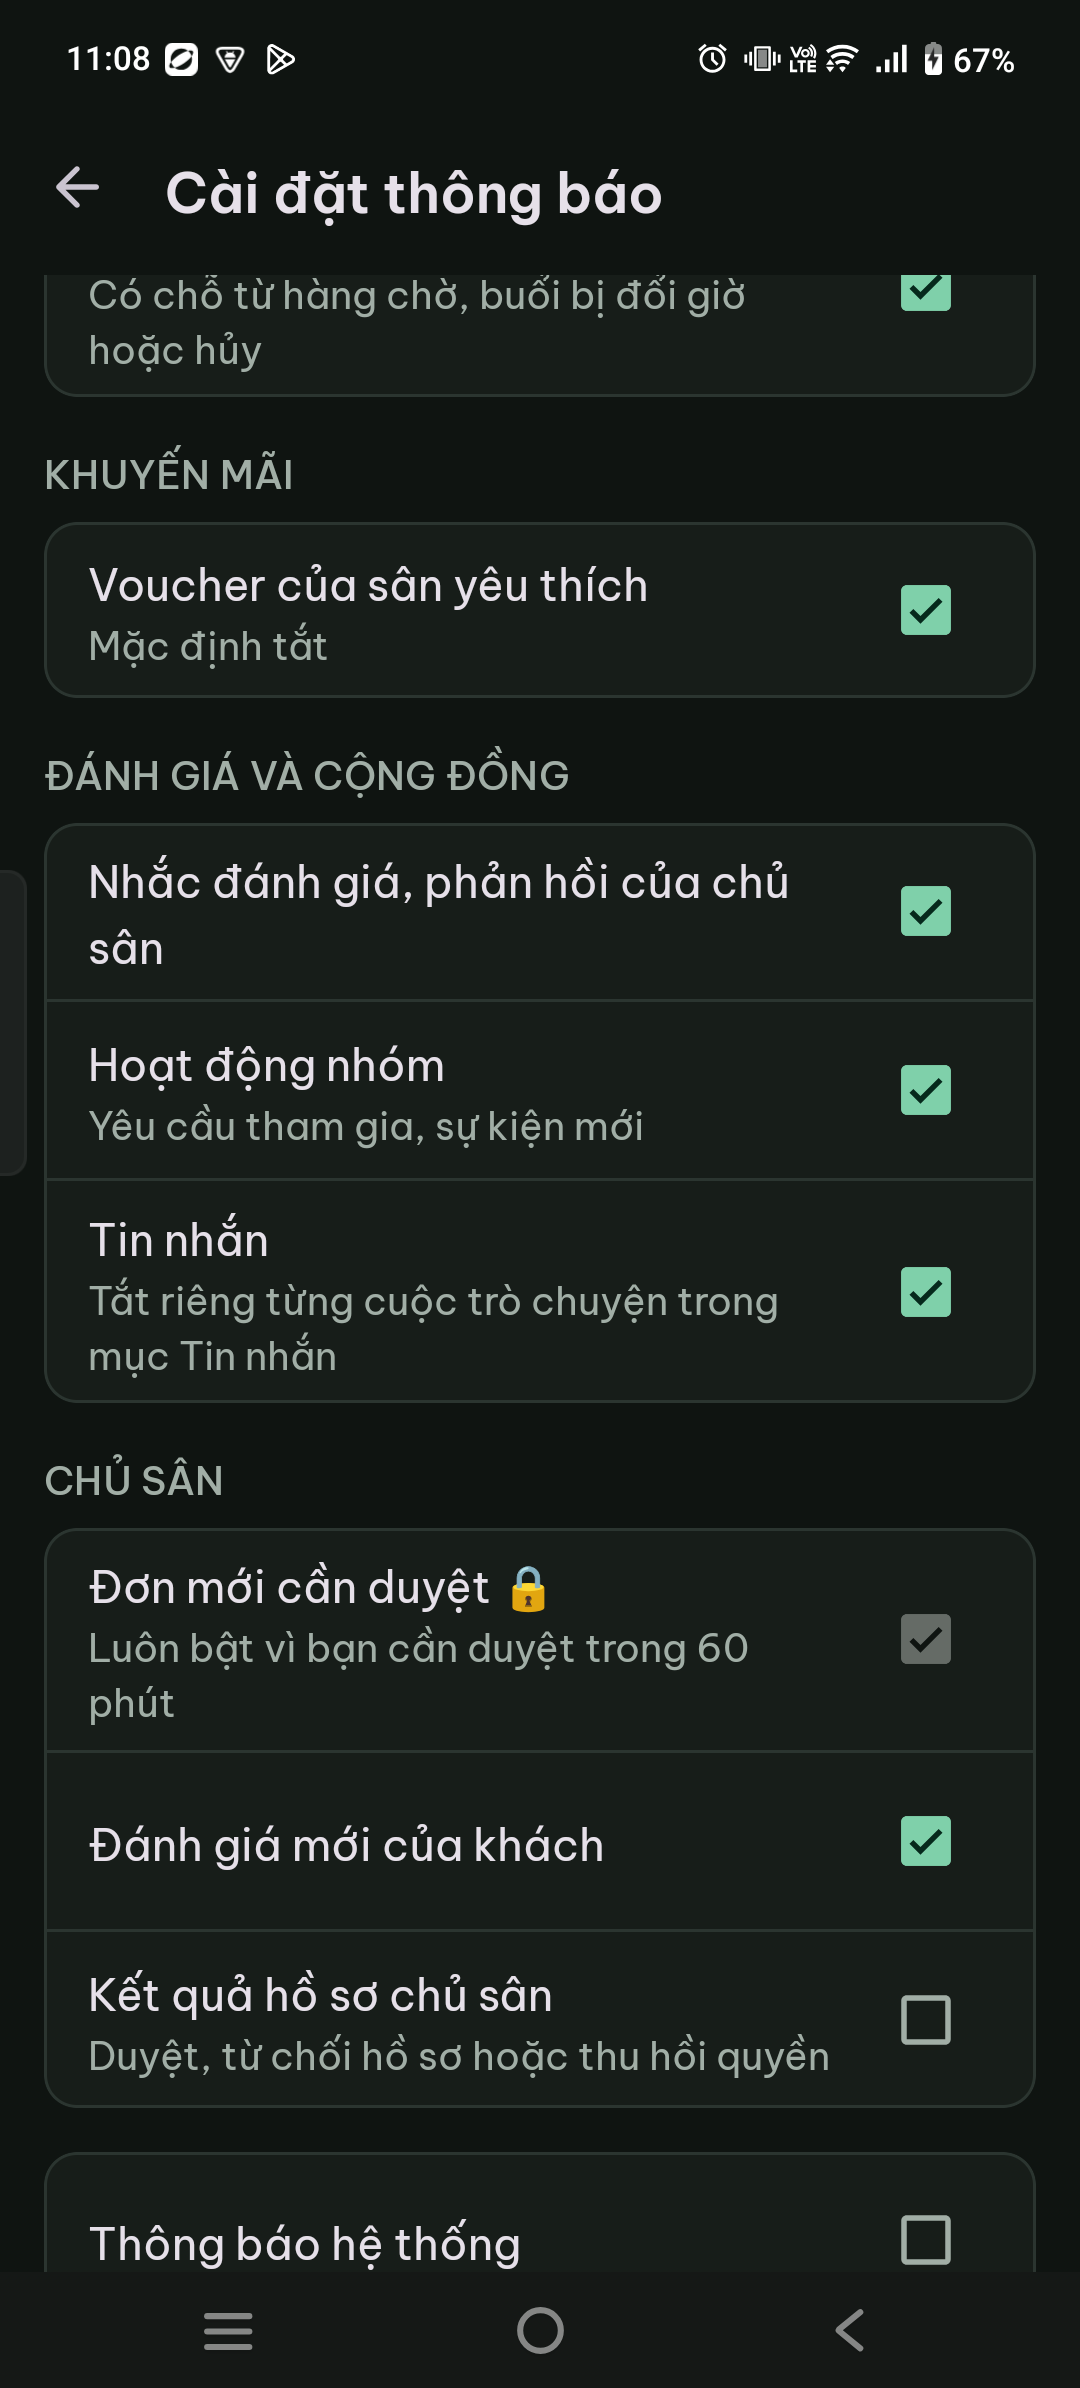 11:08
67%
Cài đặt thông báo
Có chỗ từ hàng chờ, buổi bị đổi giờ
hoặc hủy
KHUYẾN MÃI
Voucher của sân yêu thích
Mặc định tắt
ĐÁNH GIÁ VÀ CỘNG ĐỒNG
Nhắc đánh giá, phản hồi của chủ
sân
Hoạt động nhóm
Yêu cầu tham gia, sự kiện mới
Tin nhắn
Tắt riêng từng cuộc trò chuyện trong
mục Tin nhắn
CHỦ SÂN
Đơn mới cần duyệt 🔒
Luôn bật vì bạn cần duyệt trong 60
phút
Đánh giá mới của khách
Kết quả hồ sơ chủ sân
Duyệt, từ chối hồ sơ hoặc thu hồi quyền
Thông báo hệ thống